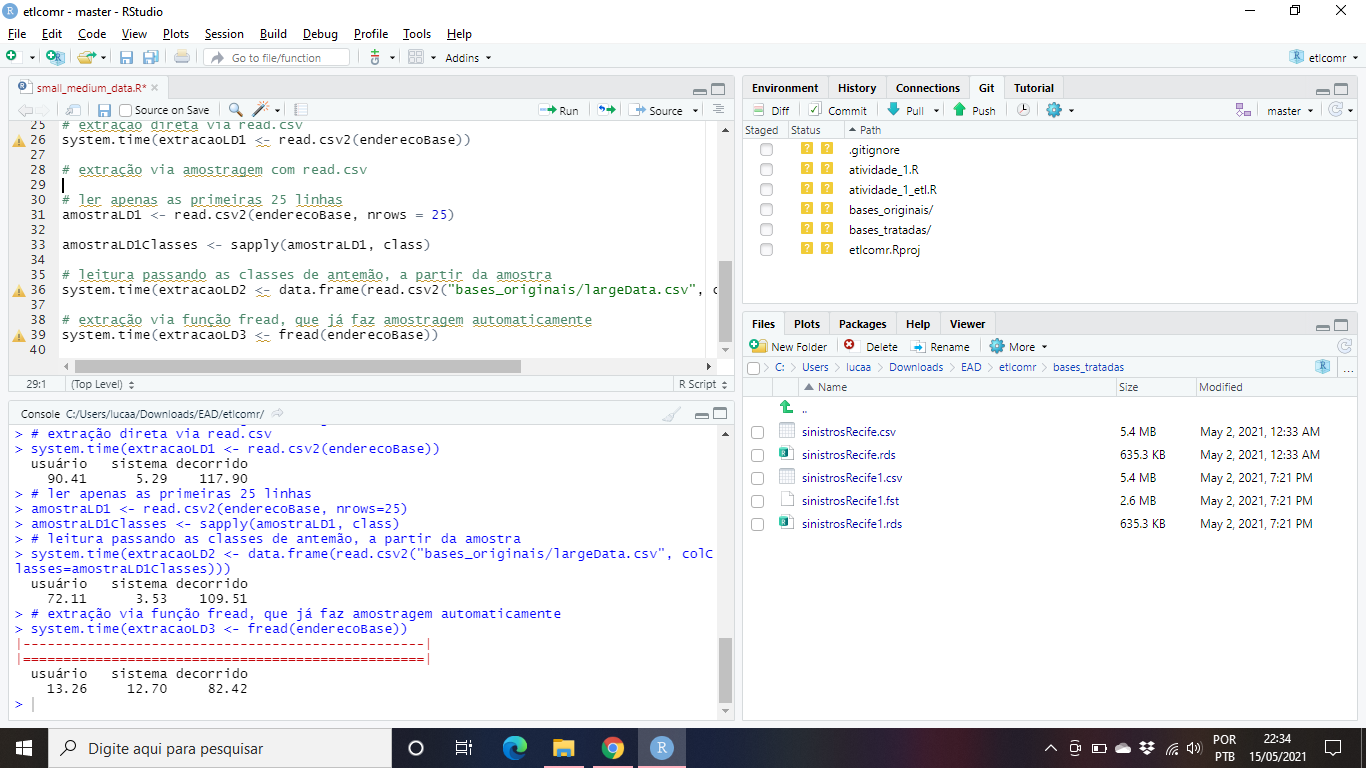 etlcomr - master - RStudio
File Edit Code View Plots Session Build Debug Profile Tools Help
Go to file/function
Addins
etlcomr
small_medium_data.R*
Source on Save
Run
Source
25 # extração direta via read.csv
26 system.time(extracaoLD1 <- read.csv2(enderecoBase))
27
28 # extração via amostragem com read.csv
29
30 # ler apenas as primeiras 25 linhas
31 amostraLD1 <- read.csv2(enderecoBase, nrows = 25)
32
33 amostraLD1Classes <- sapply(amostraLD1, class)
34
35 # leitura passando as classes de antemão, a partir da amostra
36 system.time(extracaoLD2 <- data.frame(read.csv2("bases_originais/largeData.csv", c
37
38 # extração via função fread, que já faz amostragem automaticamente
39 system.time(extracaoLD3 <- fread(enderecoBase))
40
29:1 (Top Level) R Script
Console C:/Users/lucaa/Downloads/EAD/etlcomr/
> # extração direta via read.csv
> system.time(extracaoLD1 <- read.csv2(enderecoBase))
usuário sistema decorrido
90.41 5.29 117.90
> # ler apenas as primeiras 25 linhas
> amostraLD1 <- read.csv2(enderecoBase, nrows=25)
> amostraLD1Classes <- sapply(amostraLD1, class)
> # leitura passando as classes de antemão, a partir da amostra
> system.time(extracaoLD2 <- data.frame(read.csv2("bases_originais/largeData.csv", colC
lasses=amostraLD1Classes)))
usuário sistema decorrido
72.11 3.53 109.51
> # extração via função fread, que já faz amostragem automaticamente
> system.time(extracaoLD3 <- fread(enderecoBase))
|--------------------------------------------------|
|==================================================|
usuário sistema decorrido
13.26 12.70 82.42
>
Environment History Connections Git Tutorial
Diff Commit Pull Push master
Staged Status Path
? ? .gitignore
? ? atividade_1.R
? ? atividade_1_etl.R
? ? bases_originais/
? ? bases_tratadas/
? ? etlcomr.Rproj
Files Plots Packages Help Viewer
New Folder Delete Rename More
C: Users lucaa Downloads EAD etlcomr bases_tratadas ...
Name Size Modified
..
sinistrosRecife.csv 5.4 MB May 2, 2021, 12:33 AM
sinistrosRecife.rds 635.3 KB May 2, 2021, 12:33 AM
sinistrosRecife1.csv 5.4 MB May 2, 2021, 7:21 PM
sinistrosRecife1.fst 2.6 MB May 2, 2021, 7:21 PM
sinistrosRecife1.rds 635.3 KB May 2, 2021, 7:21 PM
Digite aqui para pesquisar
POR
PTB
22:34
15/05/2021